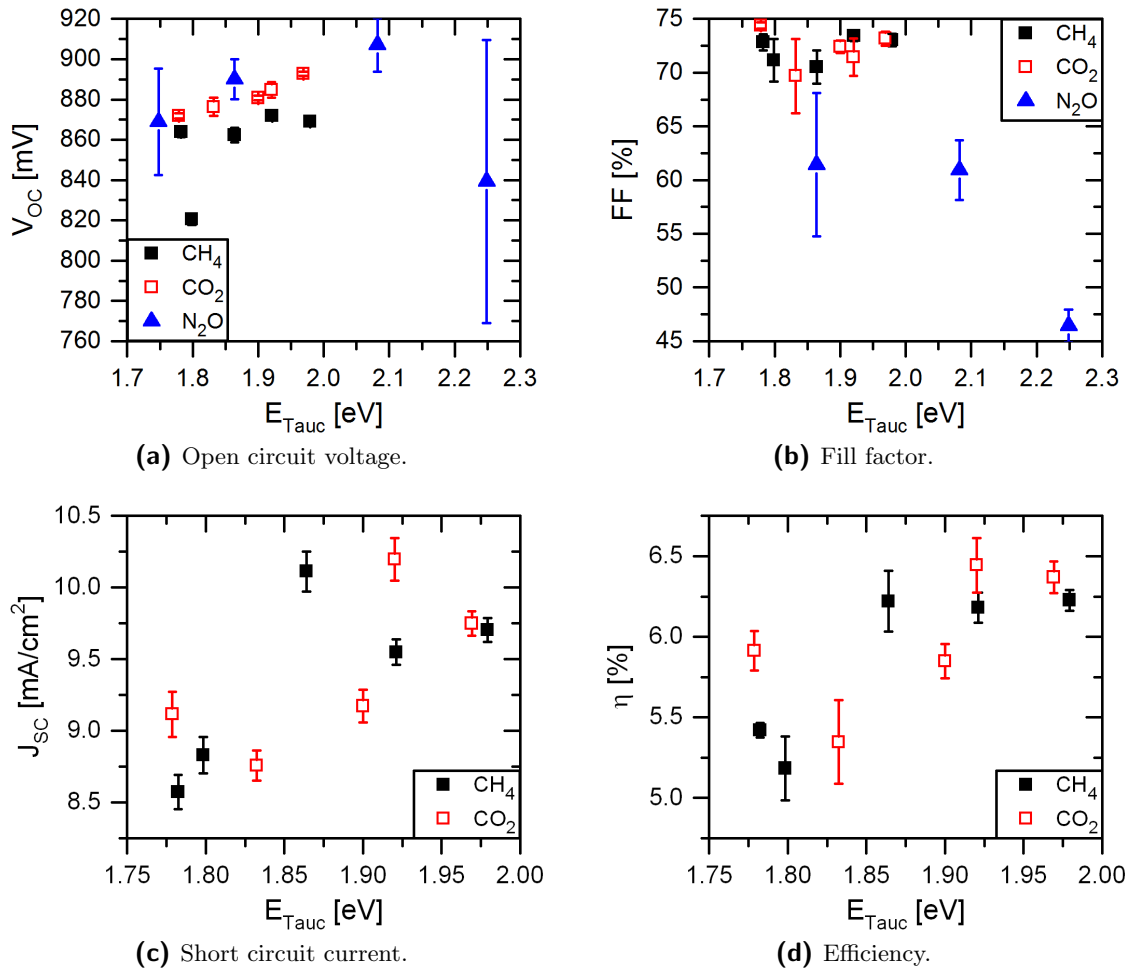 920
900
880
860
840
820
800
780
760
V_OC [mV]
CH₄
CO₂
N₂O
1.7 1.8 1.9 2.0 2.1 2.2 2.3
E_Tauc [eV]
(a) Open circuit voltage.
75
70
65
60
55
50
45
FF [%]
CH₄
CO₂
N₂O
1.7 1.8 1.9 2.0 2.1 2.2 2.3
E_Tauc [eV]
(b) Fill factor.
10.5
10.0
9.5
9.0
8.5
J_SC [mA/cm²]
CH₄
CO₂
1.75 1.80 1.85 1.90 1.95 2.00
E_Tauc [eV]
(c) Short circuit current.
6.5
6.0
5.5
5.0
η [%]
CH₄
CO₂
1.75 1.80 1.85 1.90 1.95 2.00
E_Tauc [eV]
(d) Efficiency.